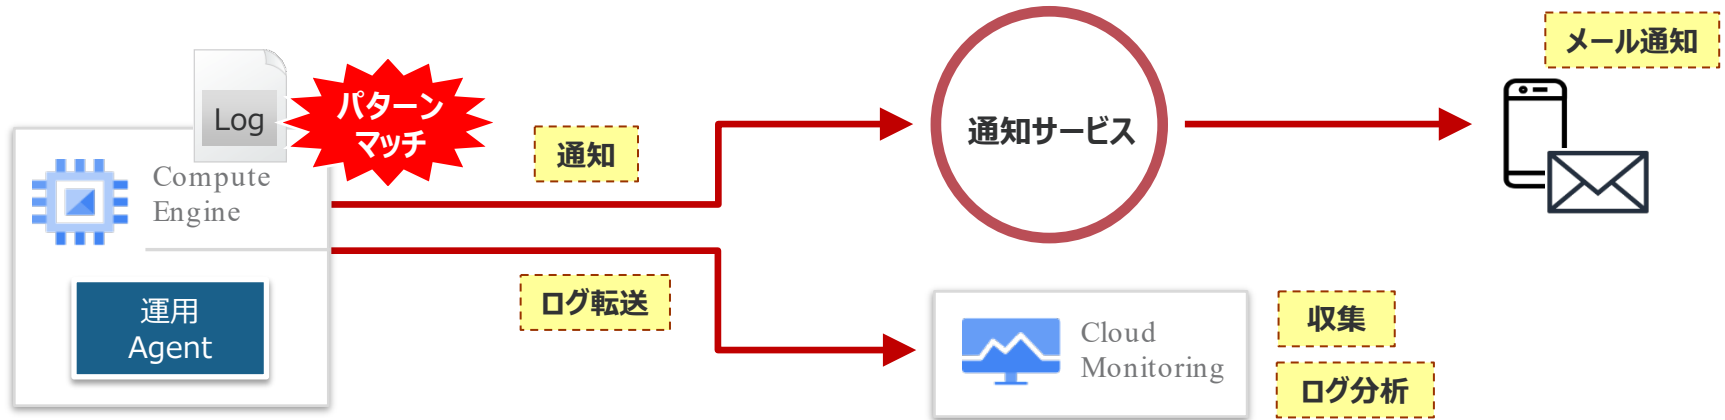 Log
パターン
マッチ
Compute
Engine
運用
Agent
通知
ログ転送
通知サービス
メール通知
Cloud
Monitoring
収集
ログ分析